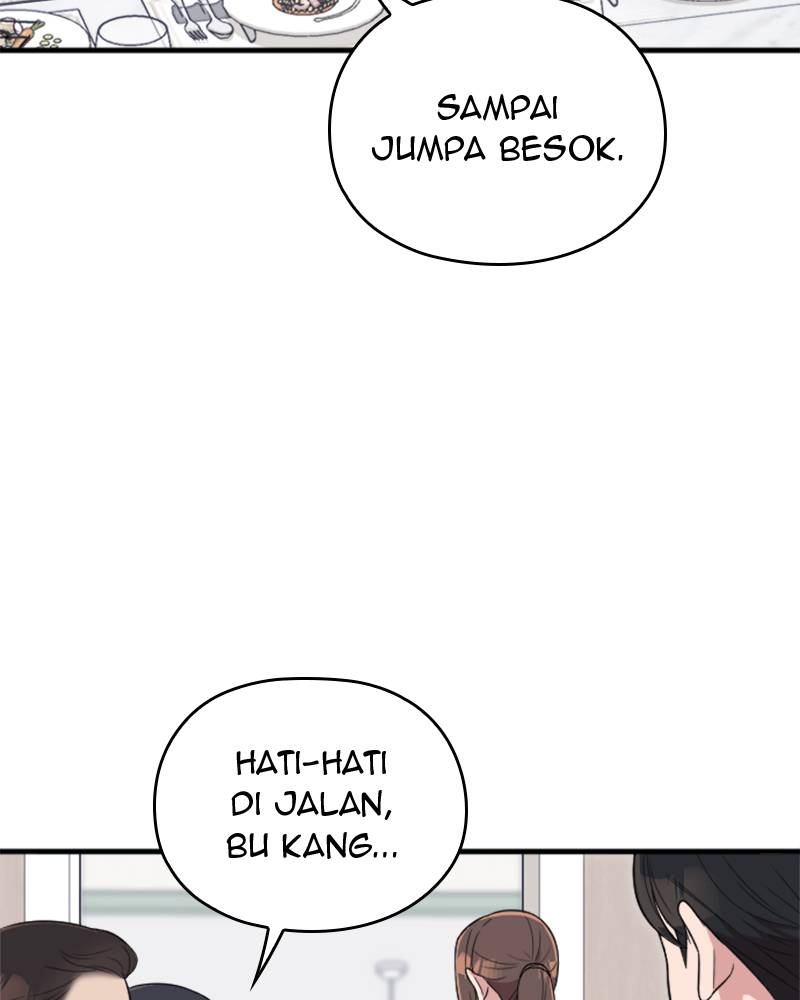 SAMPAI
JUMPA BESOK.
HATI-HATI
DI JALAN,
BU KANG...